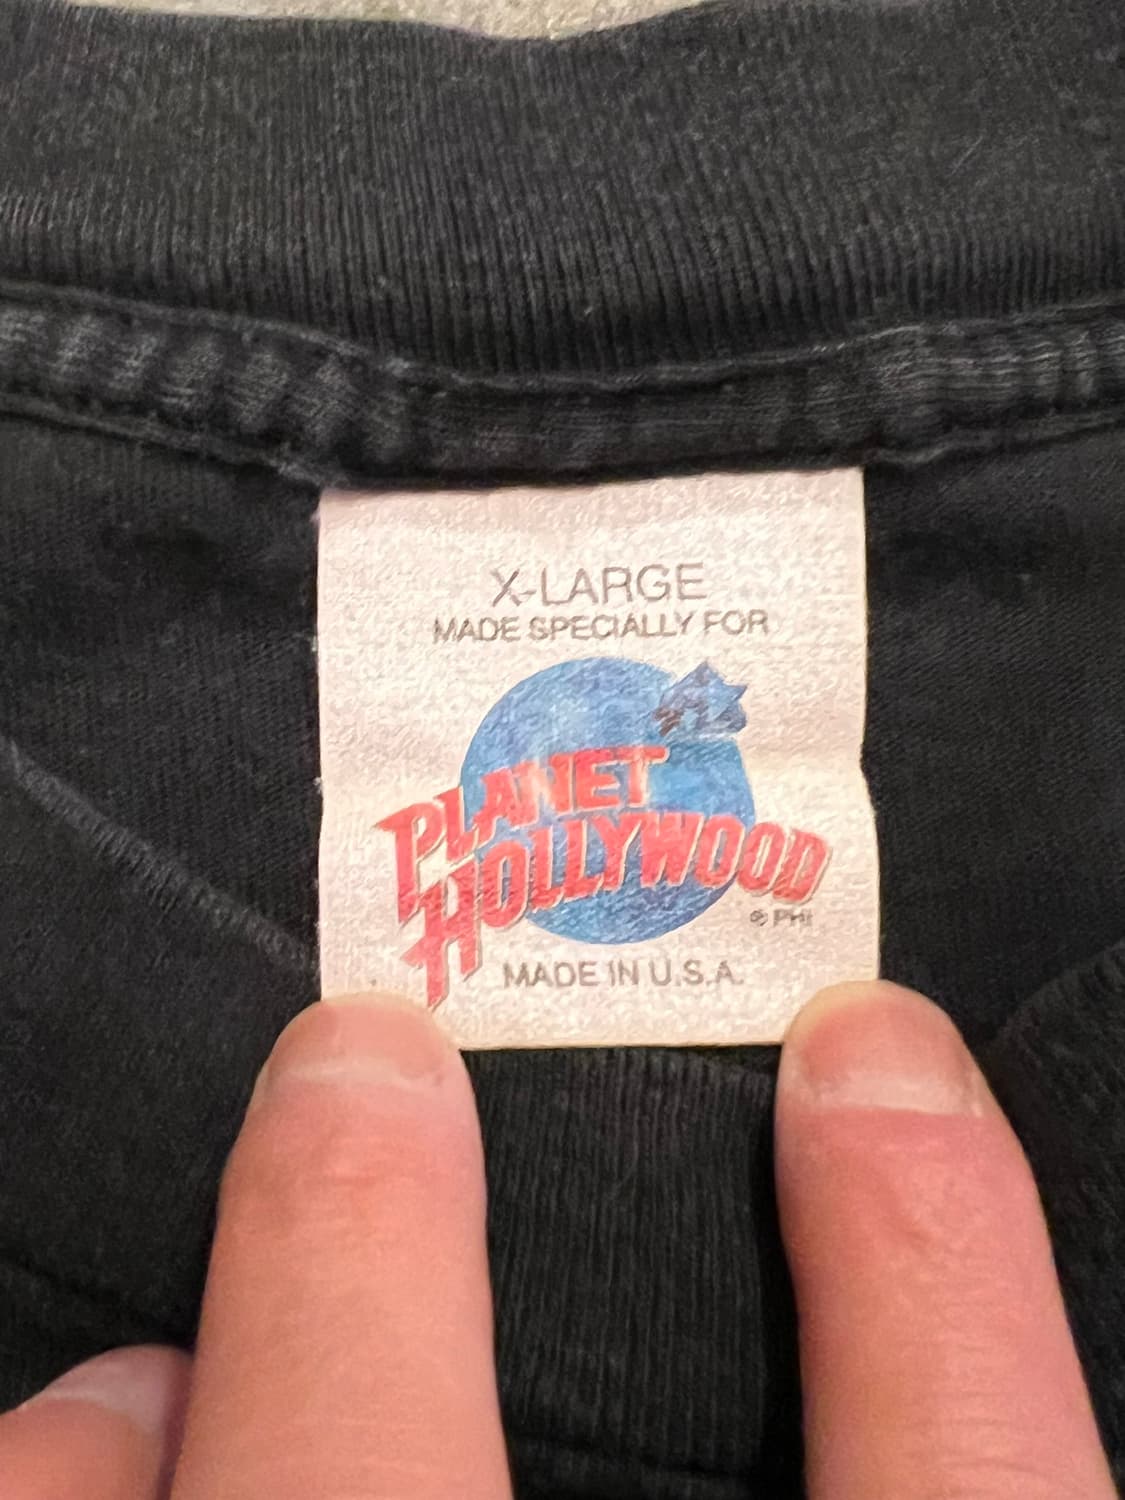 X-LARGE
MADE SPECIALLY FOR
PLANET
HOLLYWOOD
© PHI
MADE IN U.S.A.